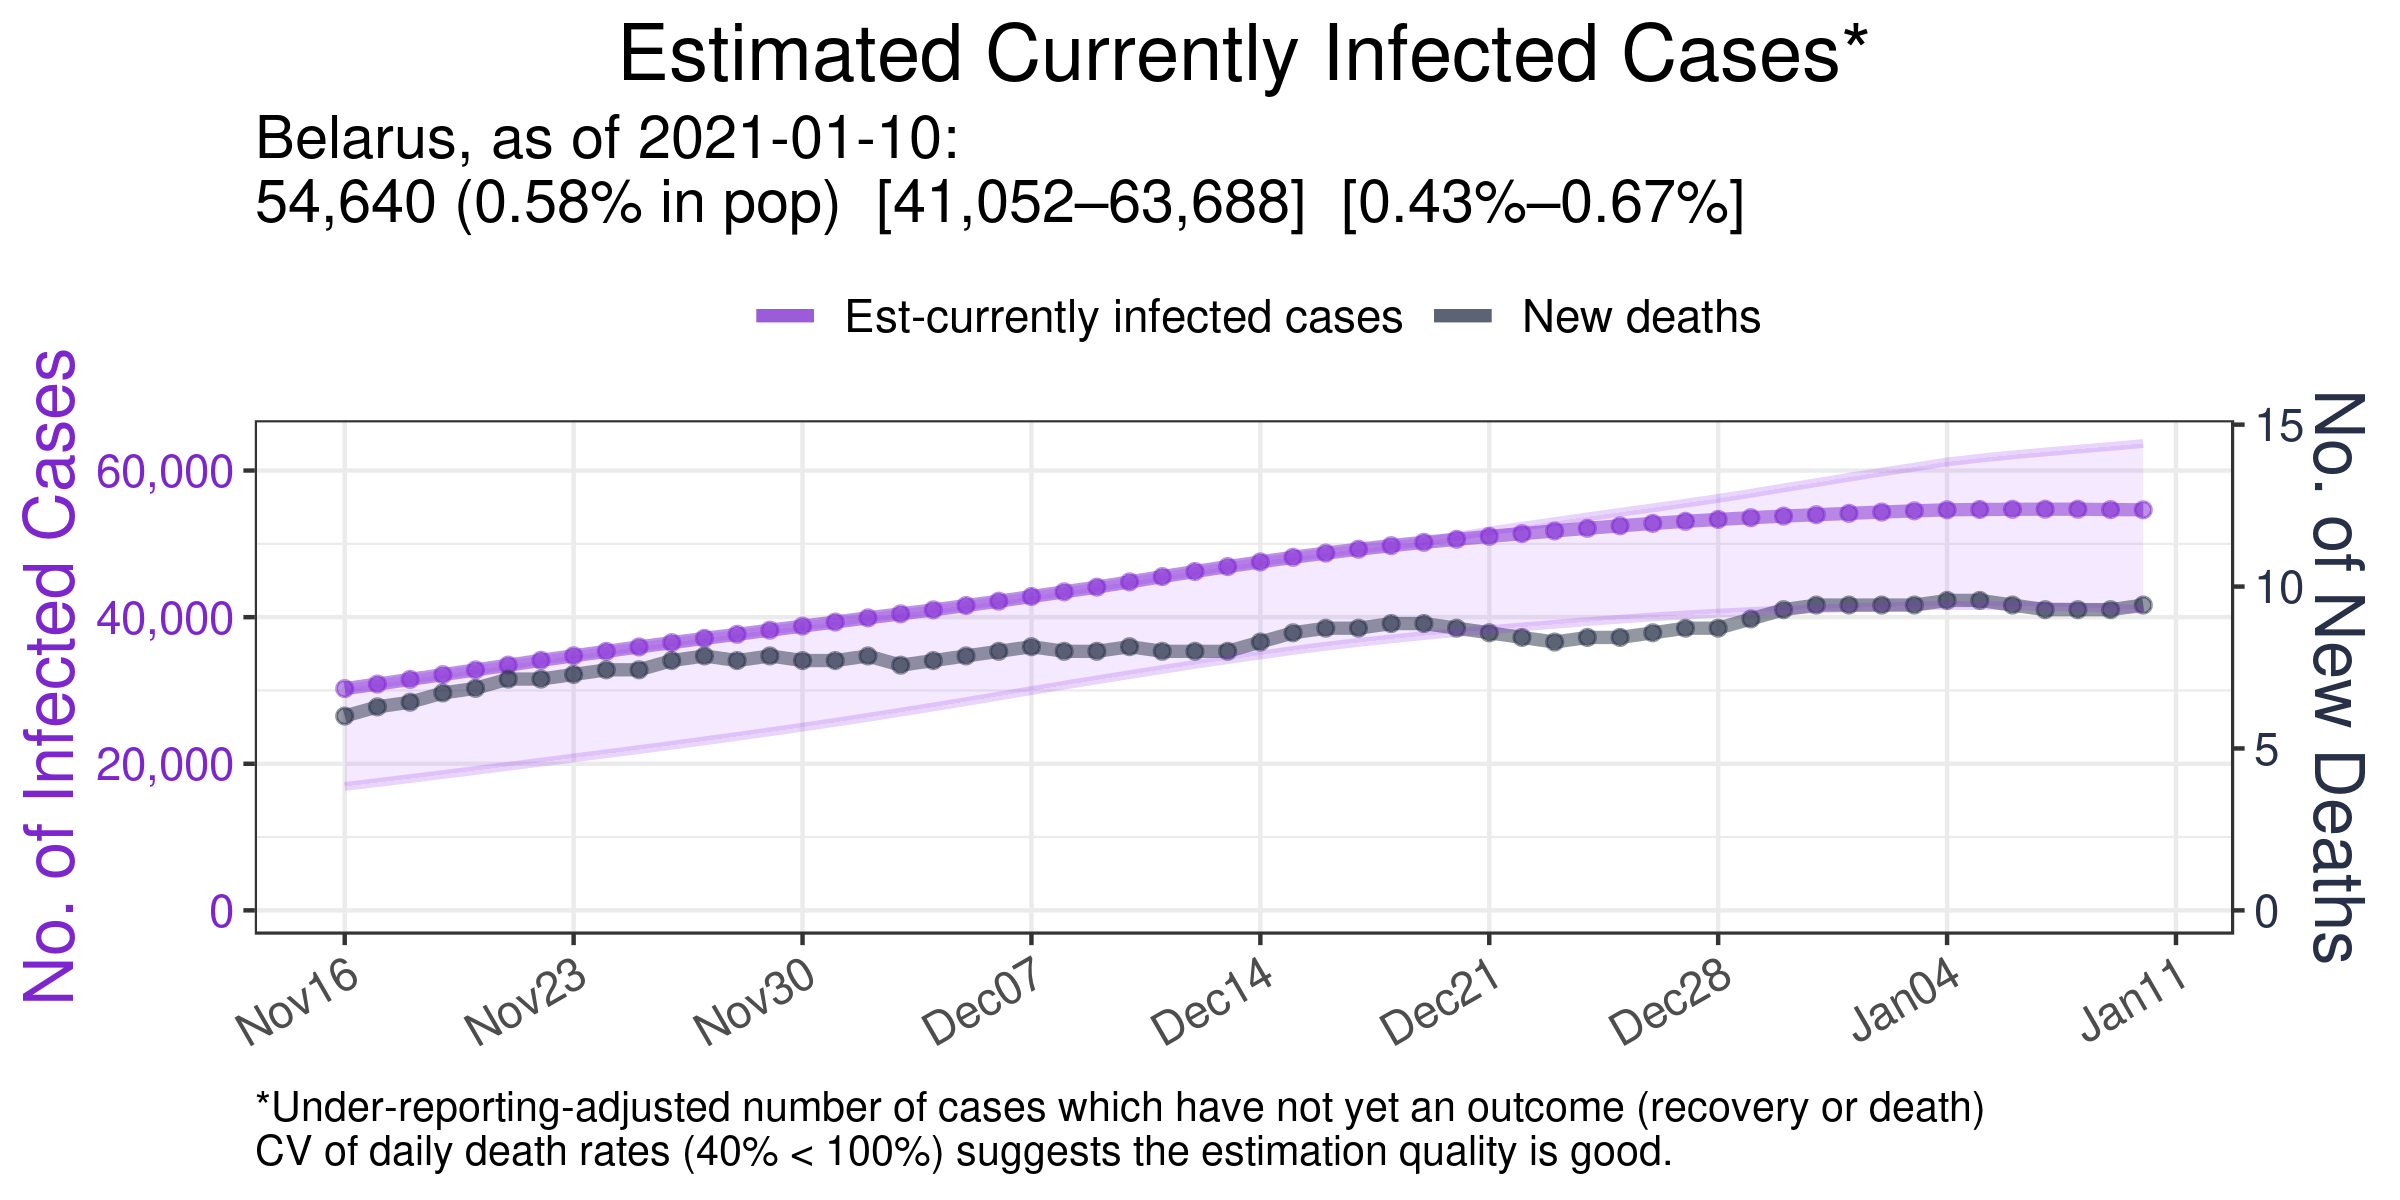 Estimated Currently Infected Cases*
Belarus, as of 2021-01-10:
54,640 (0.58% in pop)  [41,052–63,688]  [0.43%–0.67%]
Est-currently infected cases
New deaths
No. of Infected Cases
60,000
40,000
20,000
0
15
10
5
0
No. of New Deaths
Nov16
Nov23
Nov30
Dec07
Dec14
Dec21
Dec28
Jan04
Jan11
*Under-reporting-adjusted number of cases which have not yet an outcome (recovery or death)
CV of daily death rates (40% < 100%) suggests the estimation quality is good.